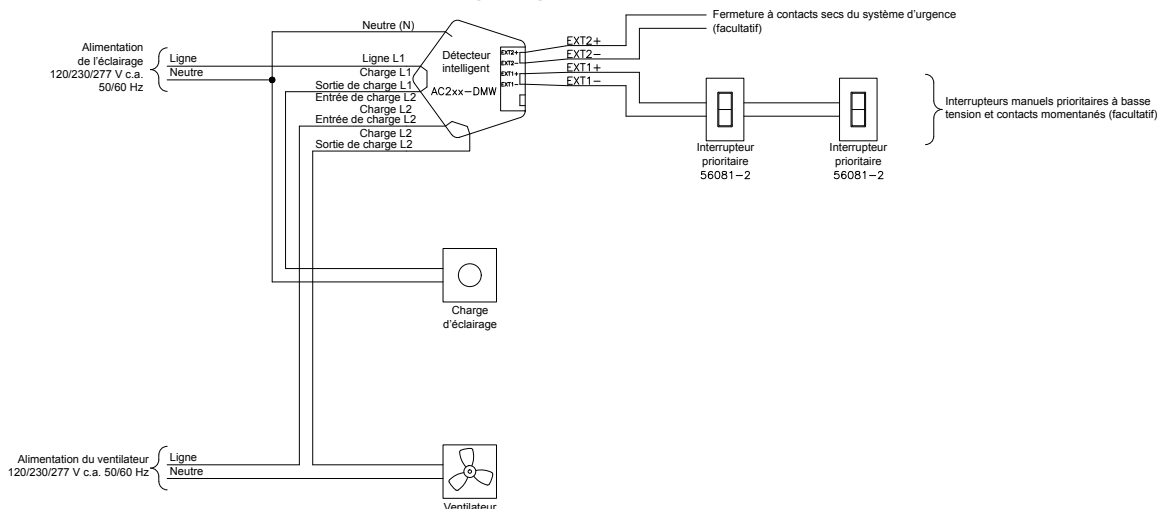 Neutre (N)
Alimentation
de l'éclairage
120/230/277 V c.a.
50/60 Hz
Ligne
Neutre
Ligne L1
Charge L1
Sortie de charge L1
Entrée de charge L2
Charge L2
Entrée de charge L2
Charge L2
Sortie de charge L2
Détecteur
intelligent
AC2xx-DMW
EXT2+
EXT2-
EXT1+
EXT1-
EXT2+
EXT2-
EXT1+
EXT1-
Fermeture à contacts secs du système d'urgence
(facultatif)
Interrupteur
prioritaire
56081-2
Interrupteur
prioritaire
56081-2
Interrupteurs manuels prioritaires à basse
tension et contacts momentanés (facultatif)
Charge
d'éclairage
Alimentation du ventilateur
120/230/277 V c.a. 50/60 Hz
Ligne
Neutre
Ventilateur